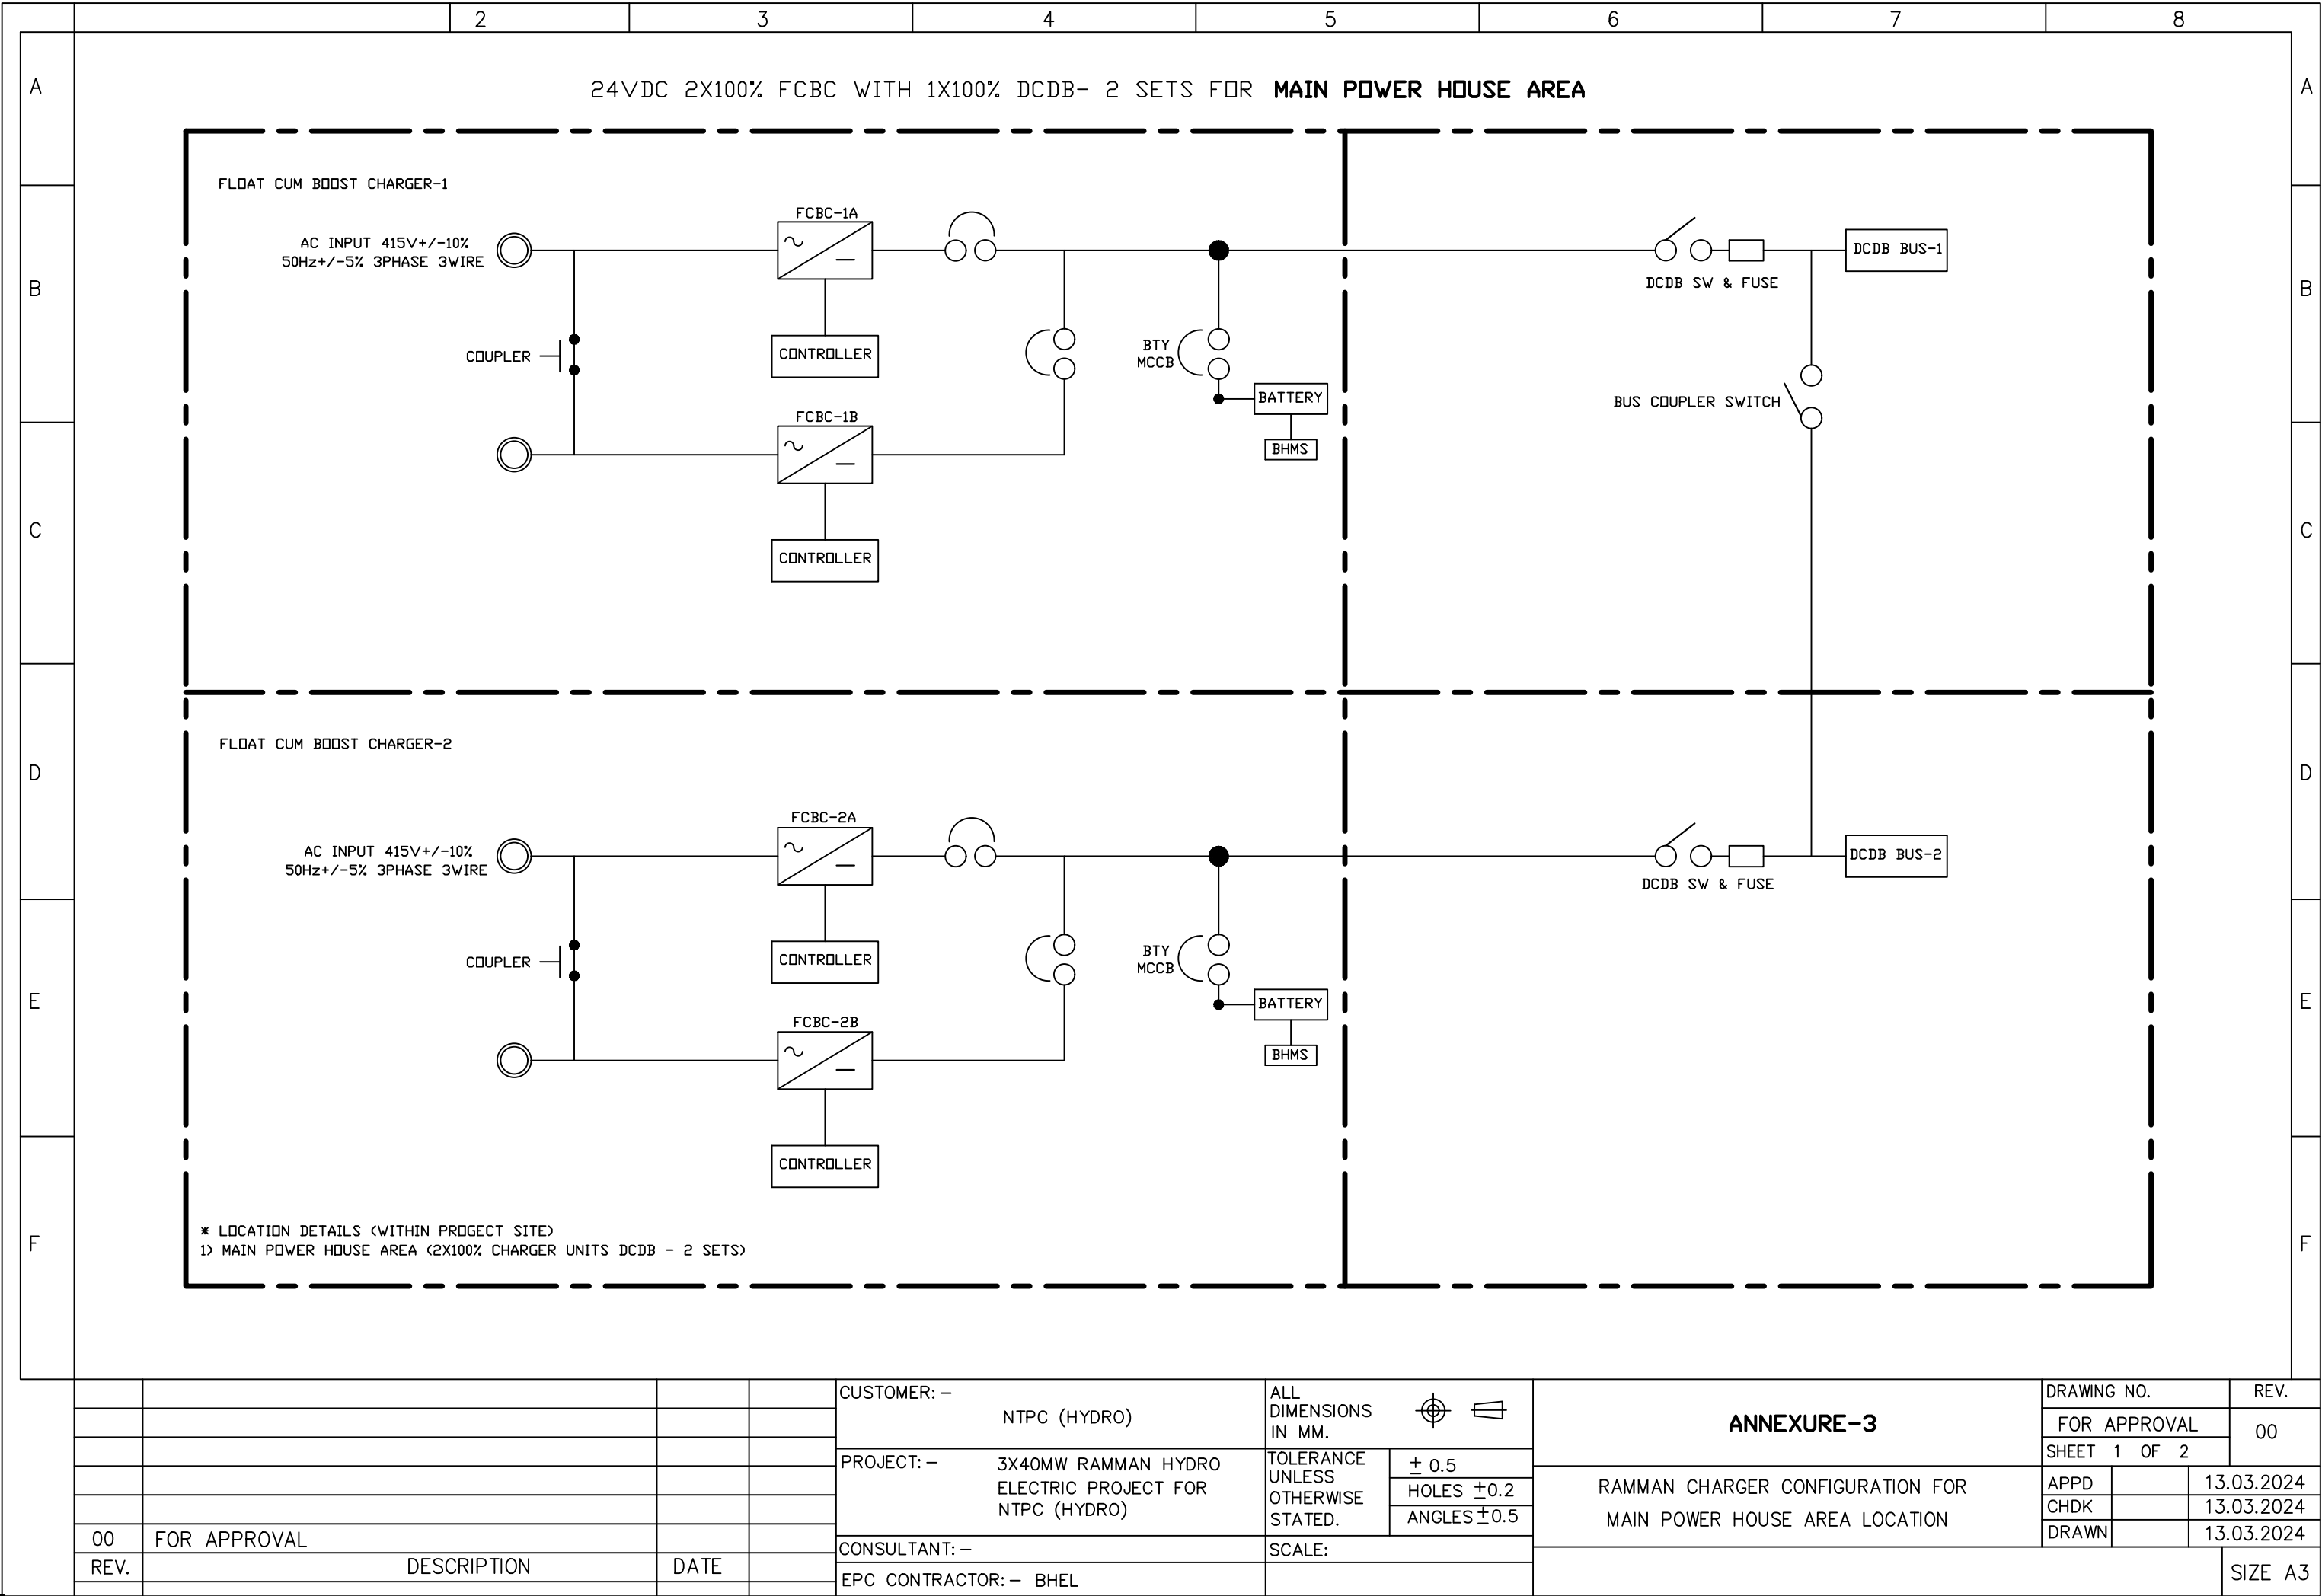 2 3 4 5 6 7 8
A A
24VDC 2X100% FCBC WITH 1X100% DCDB- 2 SETS FOR MAIN POWER HOUSE AREA
FLOAT CUM BOOST CHARGER-1
FCBC-1A
AC INPUT 415V+/-10%
50Hz+/-5% 3PHASE 3WIRE
DCDB BUS-1
DCDB SW & FUSE
B B
COUPLER
CONTROLLER
BTY
MCCB
BATTERY
BUS COUPLER SWITCH
FCBC-1B
BHMS
C C
CONTROLLER
FLOAT CUM BOOST CHARGER-2
D D
FCBC-2A
AC INPUT 415V+/-10%
50Hz+/-5% 3PHASE 3WIRE
DCDB BUS-2
DCDB SW & FUSE
COUPLER
CONTROLLER
BTY
MCCB
BATTERY
E E
FCBC-2B
BHMS
CONTROLLER
* LOCATION DETAILS (WITHIN PROGECT SITE)
1) MAIN POWER HOUSE AREA (2X100% CHARGER UNITS DCDB - 2 SETS)
F F
00 FOR APPROVAL
REV. DESCRIPTION DATE
CUSTOMER:-
NTPC (HYDRO)
PROJECT:- 3X40MW RAMMAN HYDRO
ELECTRIC PROJECT FOR
NTPC (HYDRO)
CONSULTANT:-
EPC CONTRACTOR:- BHEL
ALL
DIMENSIONS
IN MM.
TOLERANCE
UNLESS
OTHERWISE
STATED.
± 0.5
HOLES ±0.2
ANGLES ±0.5
SCALE:
ANNEXURE-3
RAMMAN CHARGER CONFIGURATION FOR
MAIN POWER HOUSE AREA LOCATION
DRAWING NO. REV.
FOR APPROVAL 00
SHEET 1 OF 2
APPD 13.03.2024
CHDK 13.03.2024
DRAWN 13.03.2024
SIZE A3